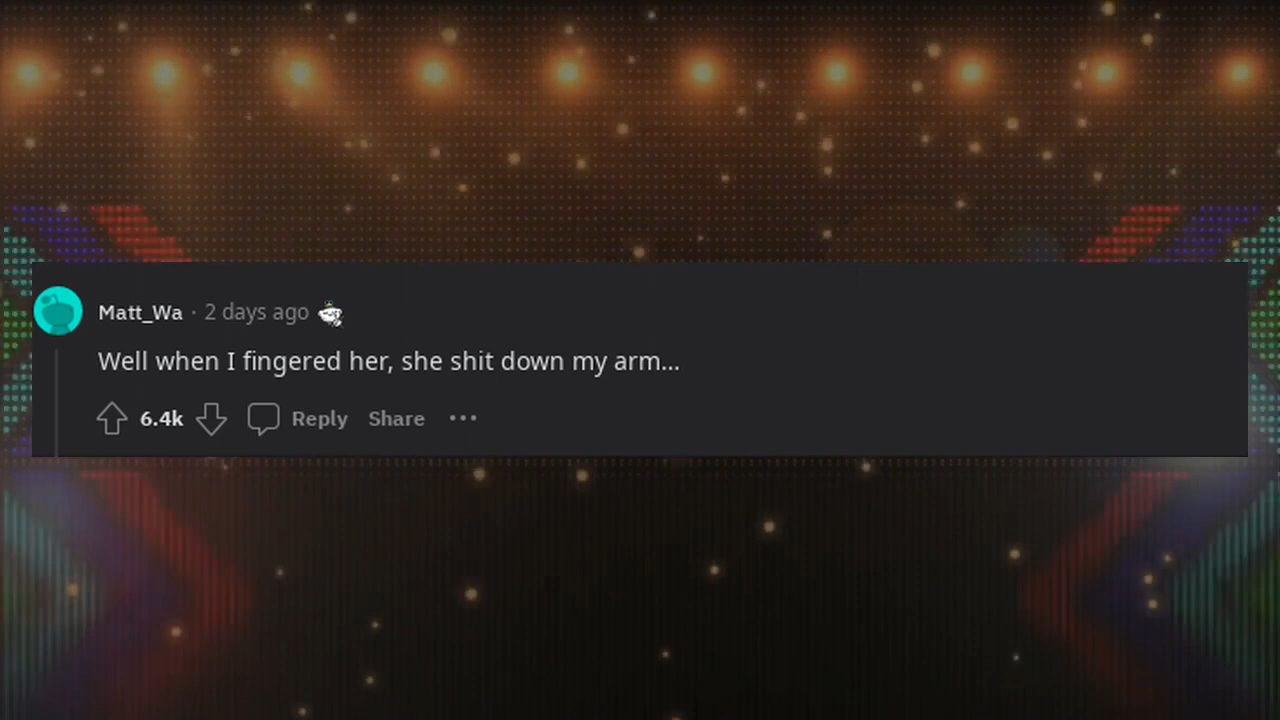 Matt_Wa · 2 days ago
Well when I fingered her, she shit down my arm...
6.4k Reply Share ···